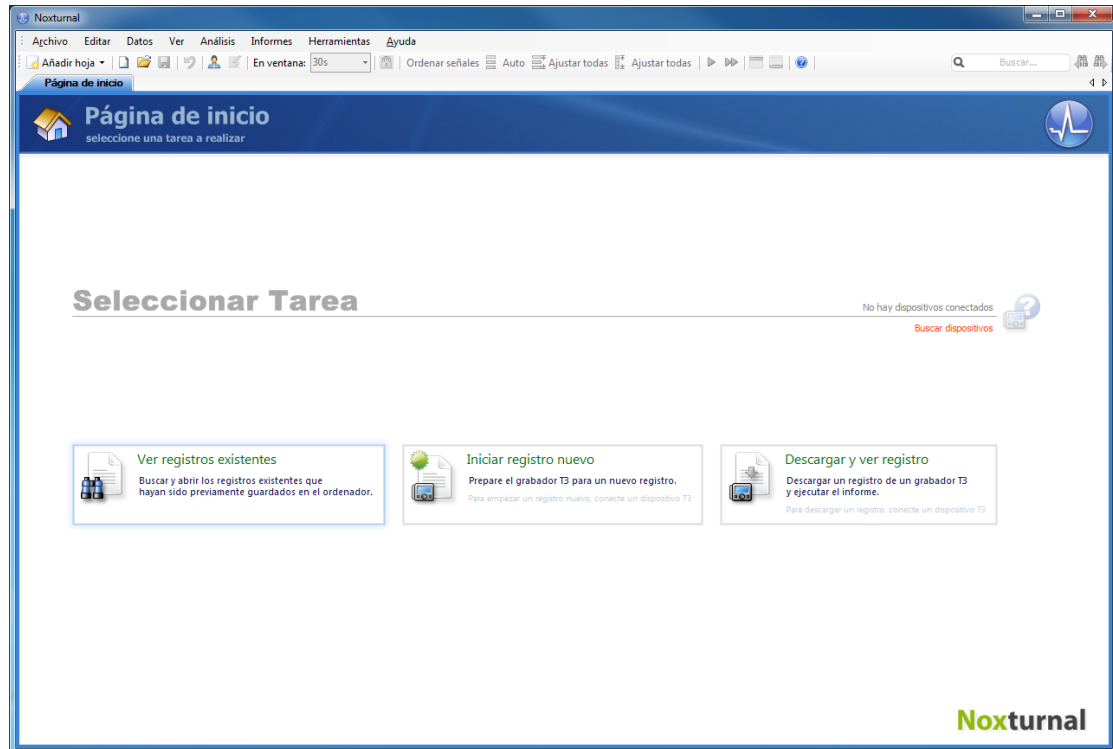 Noxturnal
Archivo Editar Datos Ver Análisis Informes Herramientas Ayuda
Añadir hoja En ventana: 30s Ordenar señales Auto Ajustar todas Ajustar todas Buscar...
Página de inicio
Página de inicio
seleccione una tarea a realizar
Seleccionar Tarea
No hay dispositivos conectados
Buscar dispositivos
Ver registros existentes
Buscar y abrir los registros existentes que
hayan sido previamente guardados en el ordenador.
Iniciar registro nuevo
Prepare el grabador T3 para un nuevo registro.
Para empezar un registro nuevo, conecte un dispositivo T3
Descargar y ver registro
Descargar un registro de un grabador T3
y ejecutar el informe.
Para descargar un registro, conecte un dispositivo T3
Noxturnal